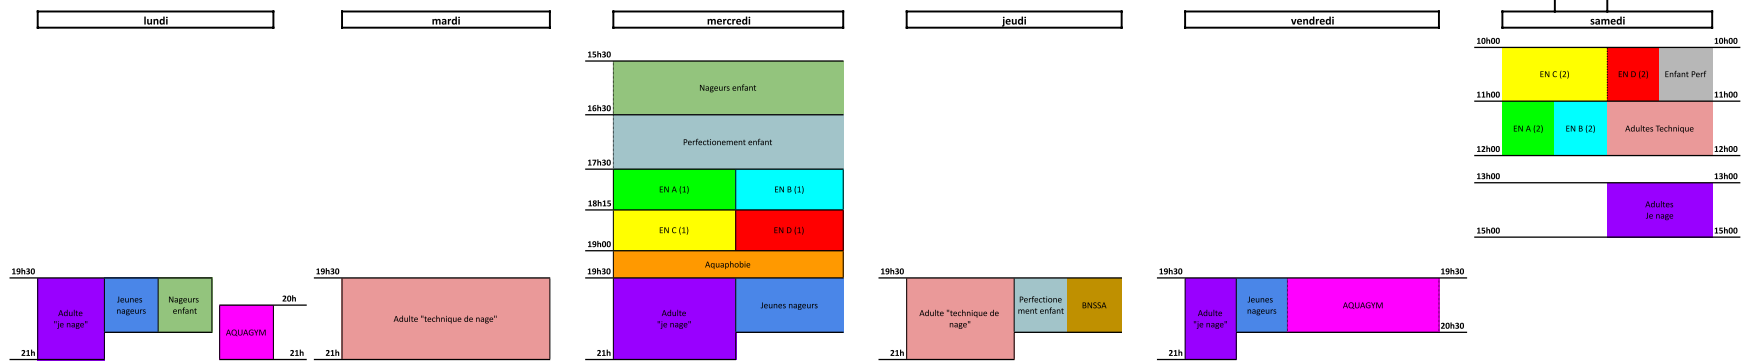 lundi
mardi
mercredi
jeudi
vendredi
samedi
10h00
10h00
EN C (2)
EN D (2)
Enfant Perf
11h00
11h00
EN A (2)
EN B (2)
Adultes Technique
12h00
12h00
13h00
13h00
Adultes
Je nage
15h00
15h00
15h30
Nageurs enfant
16h30
Perfectionement enfant
17h30
EN A (1)
EN B (1)
18h15
EN C (1)
EN D (1)
19h00
Aquaphobie
19h30
Adulte
"je nage"
Jeunes nageurs
21h
19h30
Adulte
"je nage"
Jeunes
nageurs
Nageurs
enfant
20h
AQUAGYM
21h
21h
19h30
Adulte "technique de nage"
21h
19h30
Adulte "technique de
nage"
Perfectione
ment enfant
BNSSA
21h
19h30
19h30
Adulte
"je nage"
Jeunes
nageurs
AQUAGYM
20h30
21h